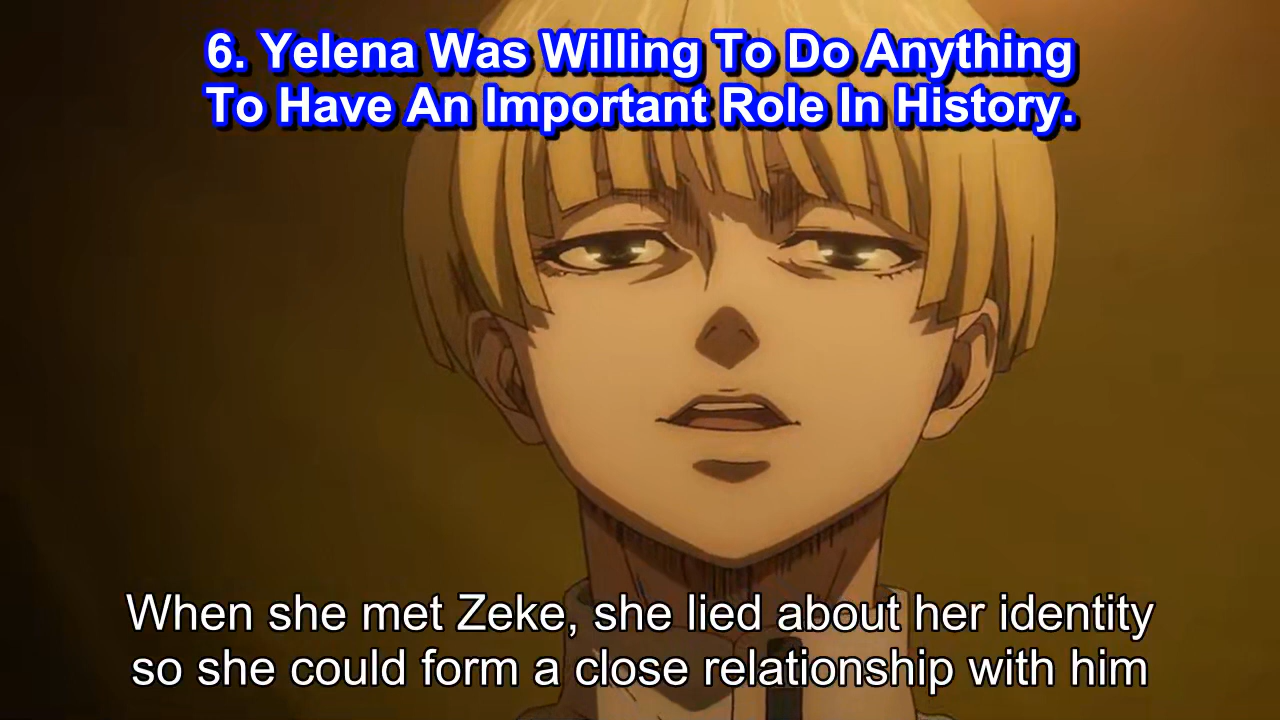 6. Yelena Was Willing To Do Anything
To Have An Important Role In History.
When she met Zeke, she lied about her identity
so she could form a close relationship with him